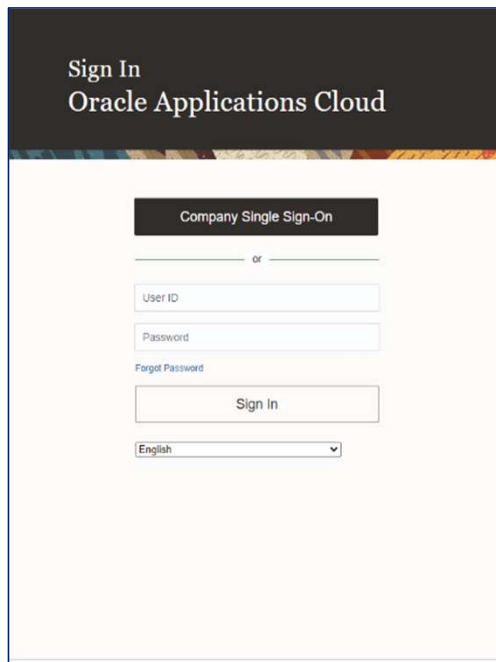 Sign In
Oracle Applications Cloud
Company Single Sign-On
or
User ID
Password
Forgot Password
Sign In
English